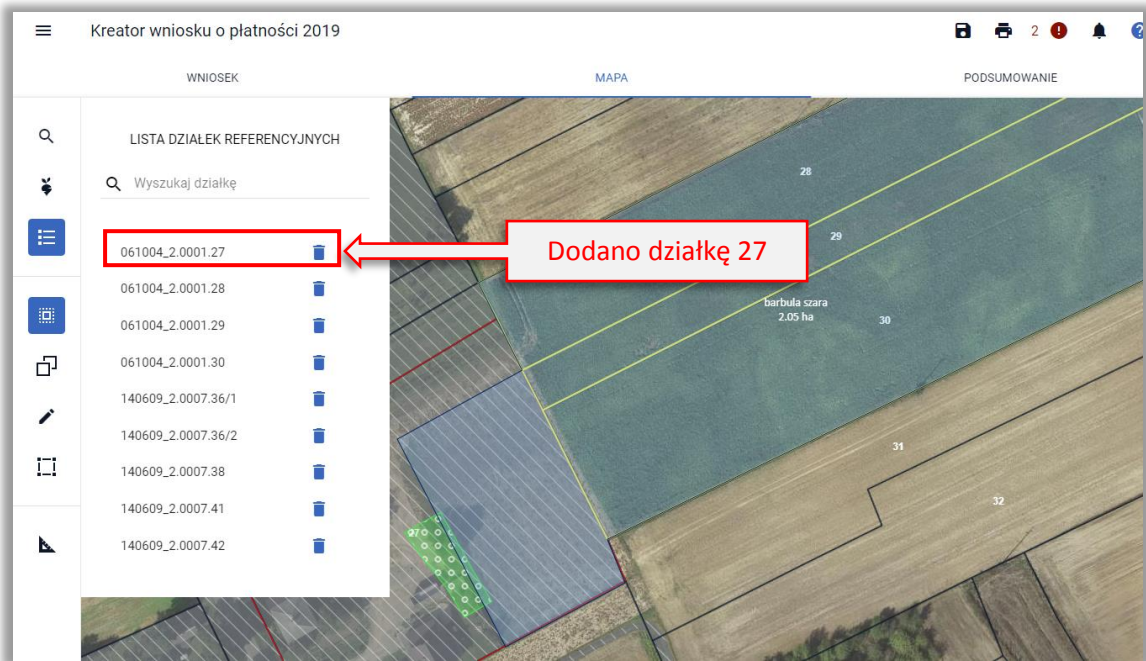 Kreator wniosku o płatności 2019
2
WNIOSEK
MAPA
PODSUMOWANIE
LISTA DZIAŁEK REFERENCYJNYCH
Wyszukaj działkę
061004_2.0001.27
061004_2.0001.28
061004_2.0001.29
061004_2.0001.30
140609_2.0007.36/1
140609_2.0007.36/2
140609_2.0007.38
140609_2.0007.41
140609_2.0007.42
Dodano działkę 27
28
29
barbula szara
2.05 ha
30
31
32
27